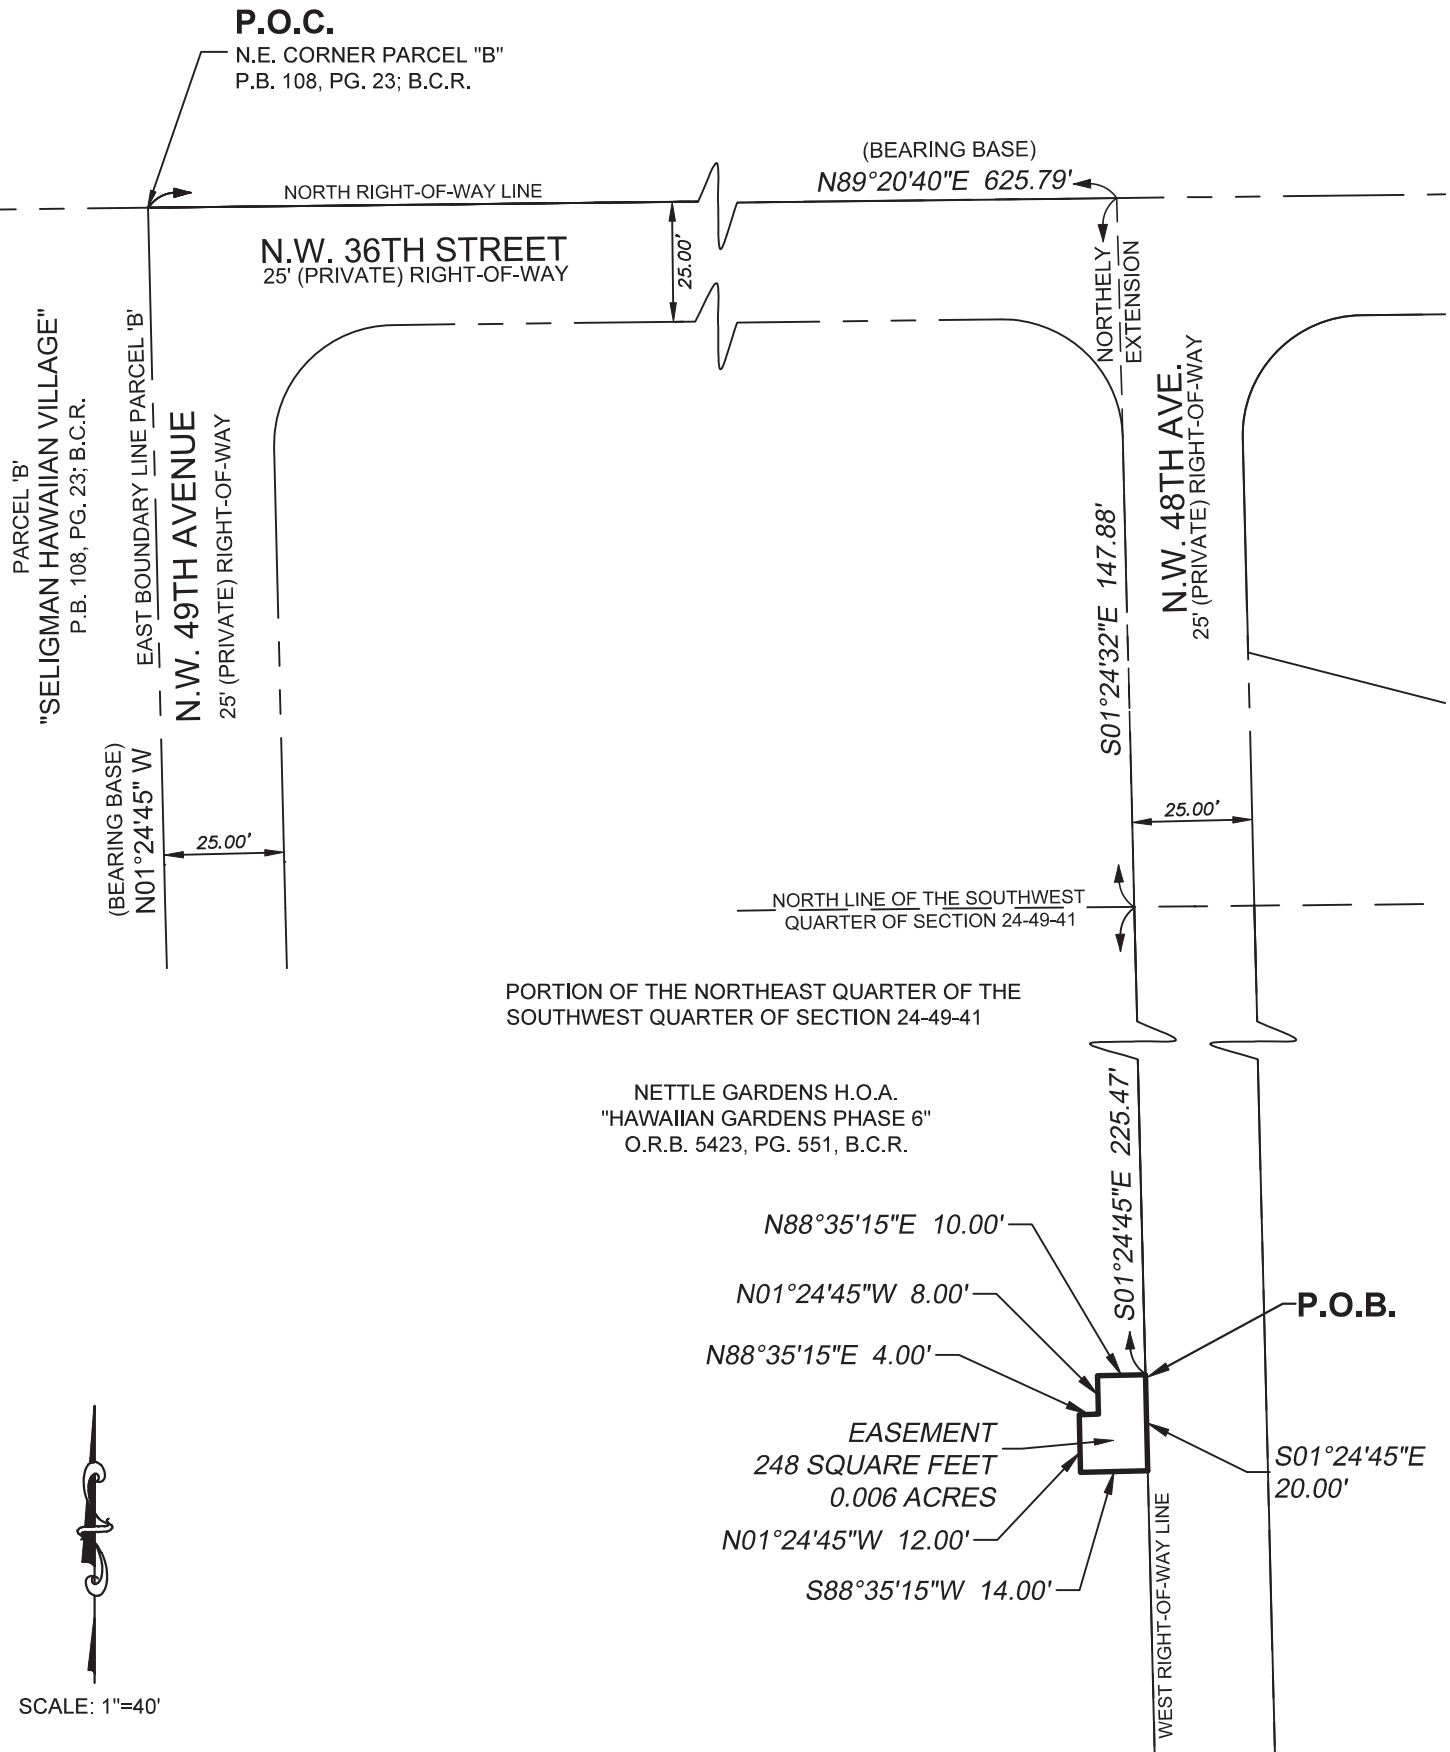 P.O.C.
N.E. CORNER PARCEL "B"
P.B. 108, PG. 23; B.C.R.
(BEARING BASE)
N89°20'40"E 625.79'
NORTH RIGHT-OF-WAY LINE
N.W. 36TH STREET
25' (PRIVATE) RIGHT-OF-WAY
25.00'
NORTHELY
EXTENSION
PARCEL 'B'
"SELIGMAN HAWAIIAN VILLAGE"
P.B. 108, PG. 23; B.C.R.
EAST BOUNDARY LINE PARCEL 'B'
N.W. 49TH AVENUE
25' (PRIVATE) RIGHT-OF-WAY
N.W. 48TH AVE.
25' (PRIVATE) RIGHT-OF-WAY
S01°24'32"E 147.88'
(BEARING BASE)
N01°24'45" W
25.00'
25.00'
NORTH LINE OF THE SOUTHWEST
QUARTER OF SECTION 24-49-41
PORTION OF THE NORTHEAST QUARTER OF THE
SOUTHWEST QUARTER OF SECTION 24-49-41
NETTLE GARDENS H.O.A.
"HAWAIIAN GARDENS PHASE 6"
O.R.B. 5423, PG. 551, B.C.R.
S01°24'45"E 225.47'
N88°35'15"E 10.00'
N01°24'45"W 8.00'
P.O.B.
N88°35'15"E 4.00'
EASEMENT
248 SQUARE FEET
0.006 ACRES
S01°24'45"E
20.00'
N01°24'45"W 12.00'
S88°35'15"W 14.00'
WEST RIGHT-OF-WAY LINE
SCALE: 1"=40'